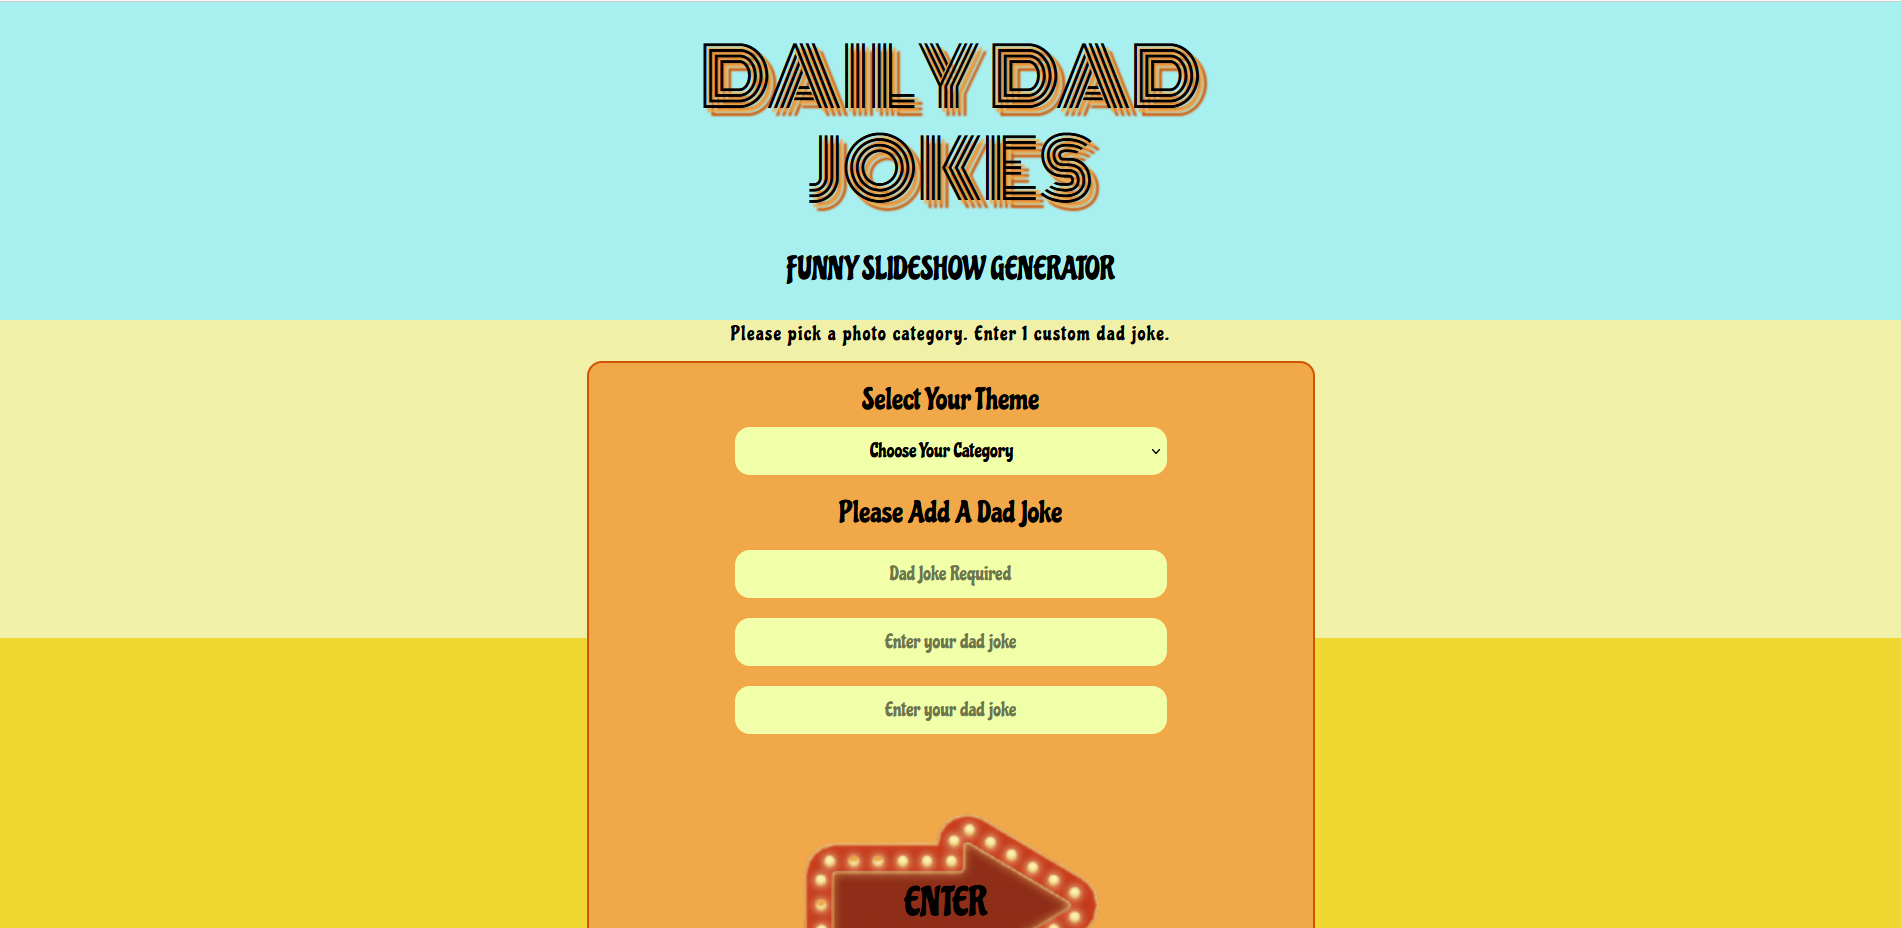 DAILY DAD
JOKES
FUNNY SLIDESHOW GENERATOR
Please pick a photo category. Enter 1 custom dad joke.
Select Your Theme
Choose Your Category
Please Add A Dad Joke
Dad Joke Required
Enter your dad joke
Enter your dad joke
ENTER